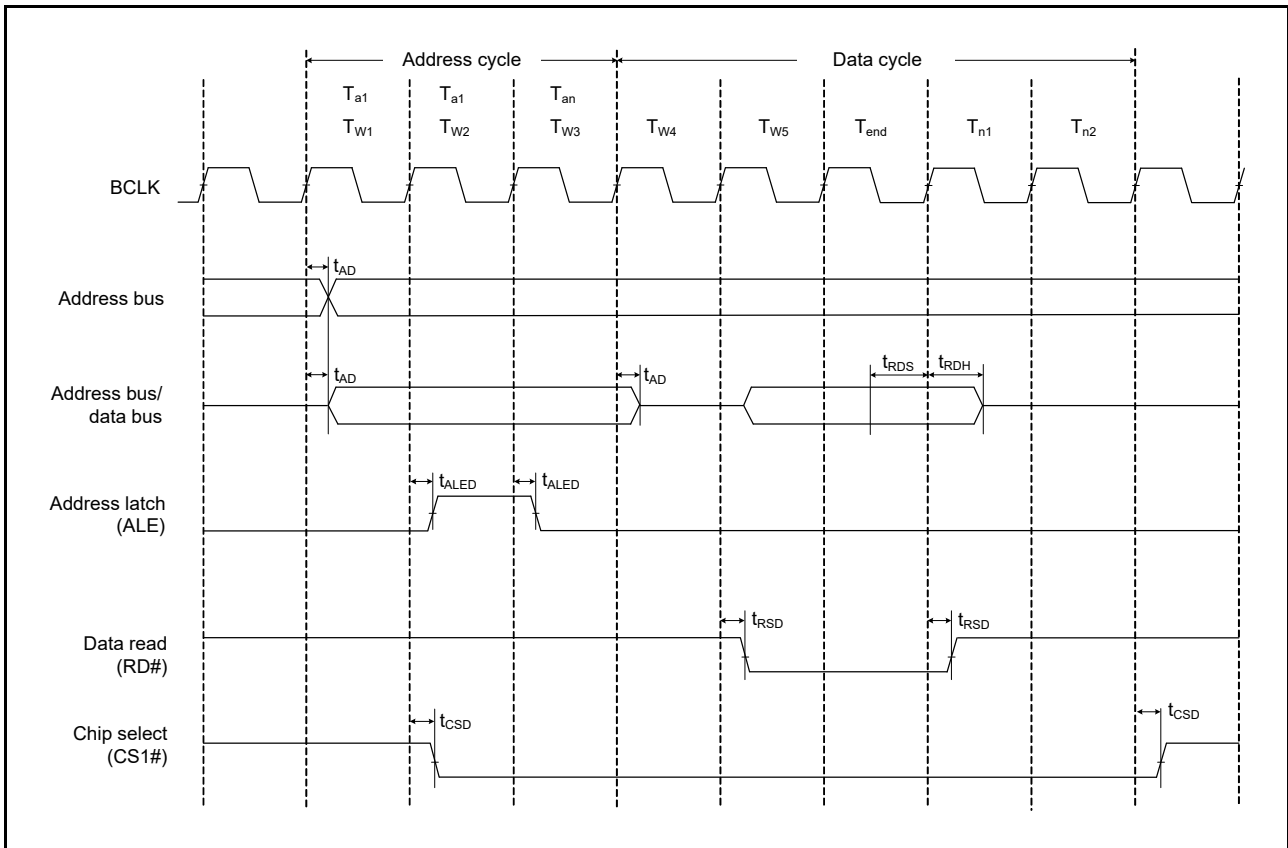 Address cycle Data cycle
Ta1 Ta1 Tan
TW1 TW2 TW3 TW4 TW5 Tend Tn1 Tn2
BCLK
tAD
Address bus
tAD tAD tRDS tRDH
Address bus/
data bus
tALED tALED
Address latch
(ALE)
tRSD tRSD
Data read
(RD#)
tCSD tCSD
Chip select
(CS1#)